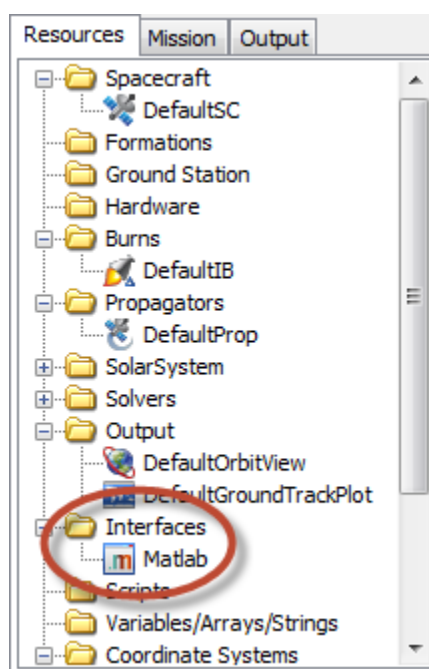 Resources Mission Output
Spacecraft
DefaultSC
Formations
Ground Station
Hardware
Burns
DefaultIB
Propagators
DefaultProp
SolarSystem
Solvers
Output
DefaultOrbitView
DefaultGroundTrackPlot
Interfaces
.m Matlab
Scripts
Variables/Arrays/Strings
Coordinate Systems